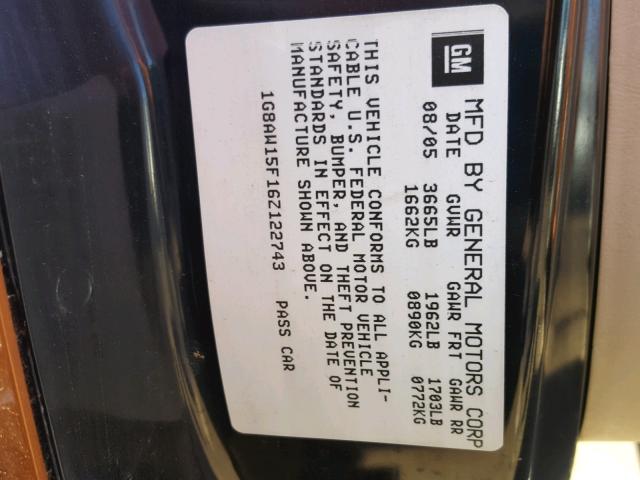 GM
MFD BY GENERAL MOTORS CORP
DATE GVWR GAWR FRT GAWR RR
08/05 3665LB 1962LB 1703LB
1662KG 0890KG 0772KG
THIS VEHICLE CONFORMS TO ALL APPLI-
CABLE U.S. FEDERAL MOTOR VEHICLE
SAFETY, BUMPER, AND THEFT PREVENTION
STANDARDS IN EFFECT ON THE DATE OF
MANUFACTURE SHOWN ABOVE.
1G8AW15F16Z122743 PASS CAR